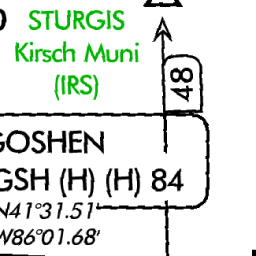 STURGIS
Kirsch Muni
(IRS)
48
GOSHEN
GSH (H) (H) 84
N41°31.51'
W86°01.68'